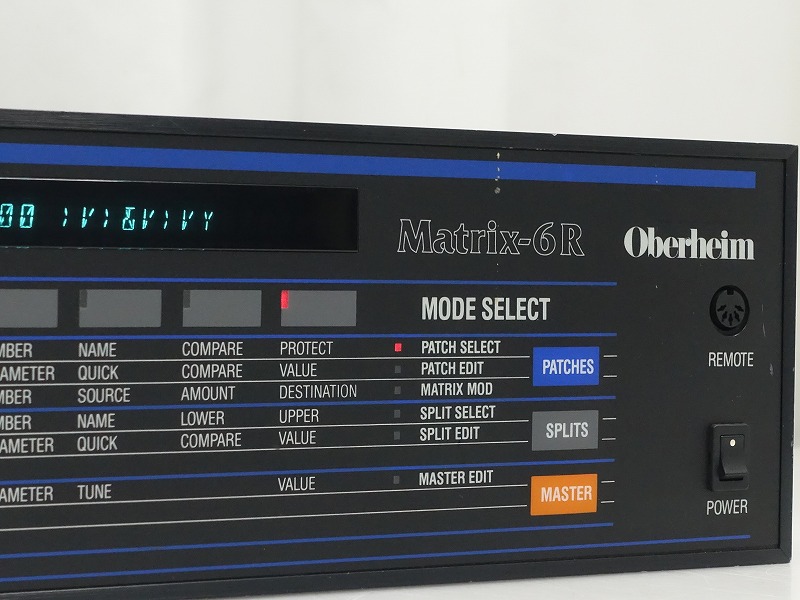 00
Matrix-6R
Oberheim
MODE SELECT
REMOTE
MBER NAME COMPARE PROTECT PATCH SELECT
AMETER QUICK COMPARE VALUE PATCH EDIT
PATCHES
MBER SOURCE AMOUNT DESTINATION MATRIX MOD
MBER NAME LOWER UPPER SPLIT SELECT
SPLITS
AMETER QUICK COMPARE VALUE SPLIT EDIT
AMETER TUNE VALUE MASTER EDIT
MASTER
POWER